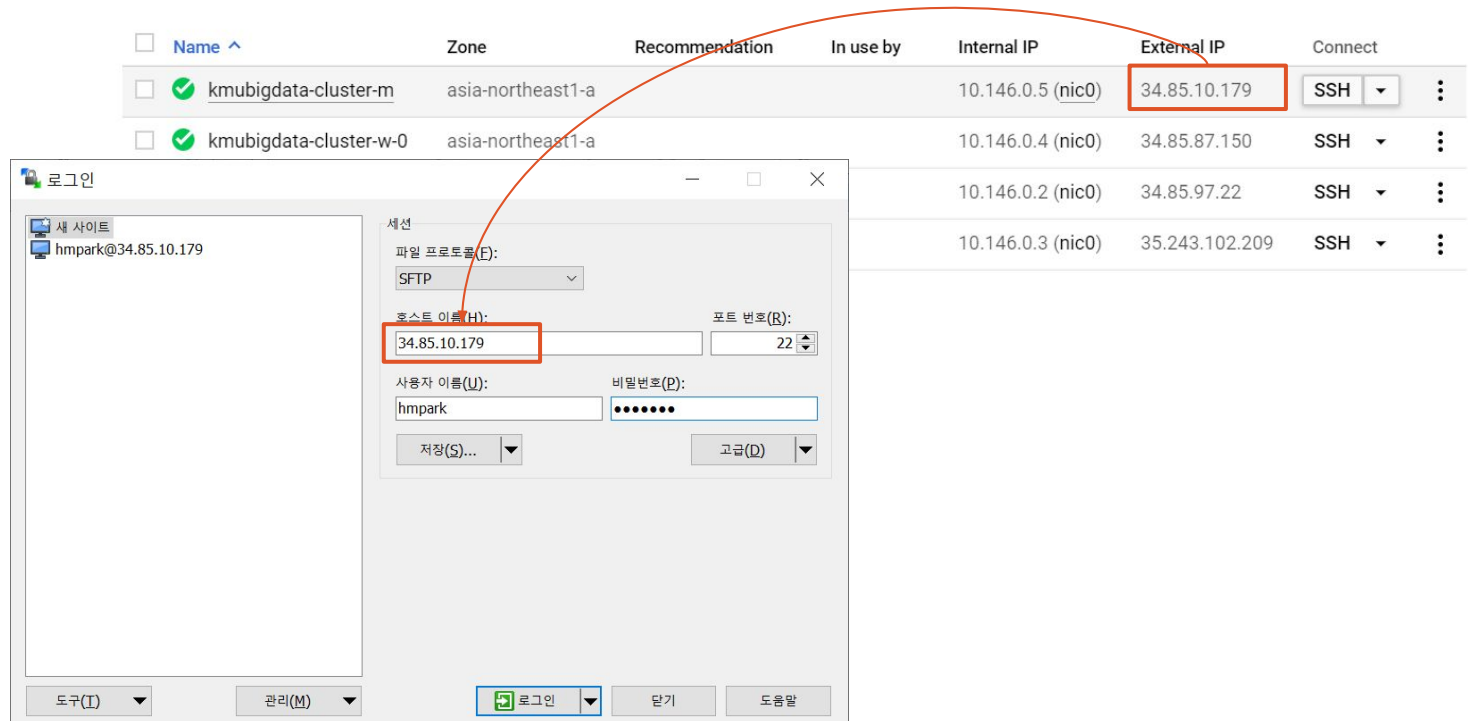 Name Zone Recommendation In use by Internal IP External IP Connect
kmubigdata-cluster-m asia-northeast1-a 10.146.0.5 (nic0) 34.85.10.179 SSH
kmubigdata-cluster-w-0 asia-northeast1-a 10.146.0.4 (nic0) 34.85.87.150 SSH
10.146.0.2 (nic0) 34.85.97.22 SSH
10.146.0.3 (nic0) 35.243.102.209 SSH
로그인
새 사이트
hmpark@34.85.10.179
세션
파일 프로토콜(F):
SFTP
호스트 이름(H): 포트 번호(R):
34.85.10.179 22
사용자 이름(U): 비밀번호(P):
hmpark ●●●●●●●
저장(S)... 고급(D)
도구(T) 관리(M) 로그인 닫기 도움말